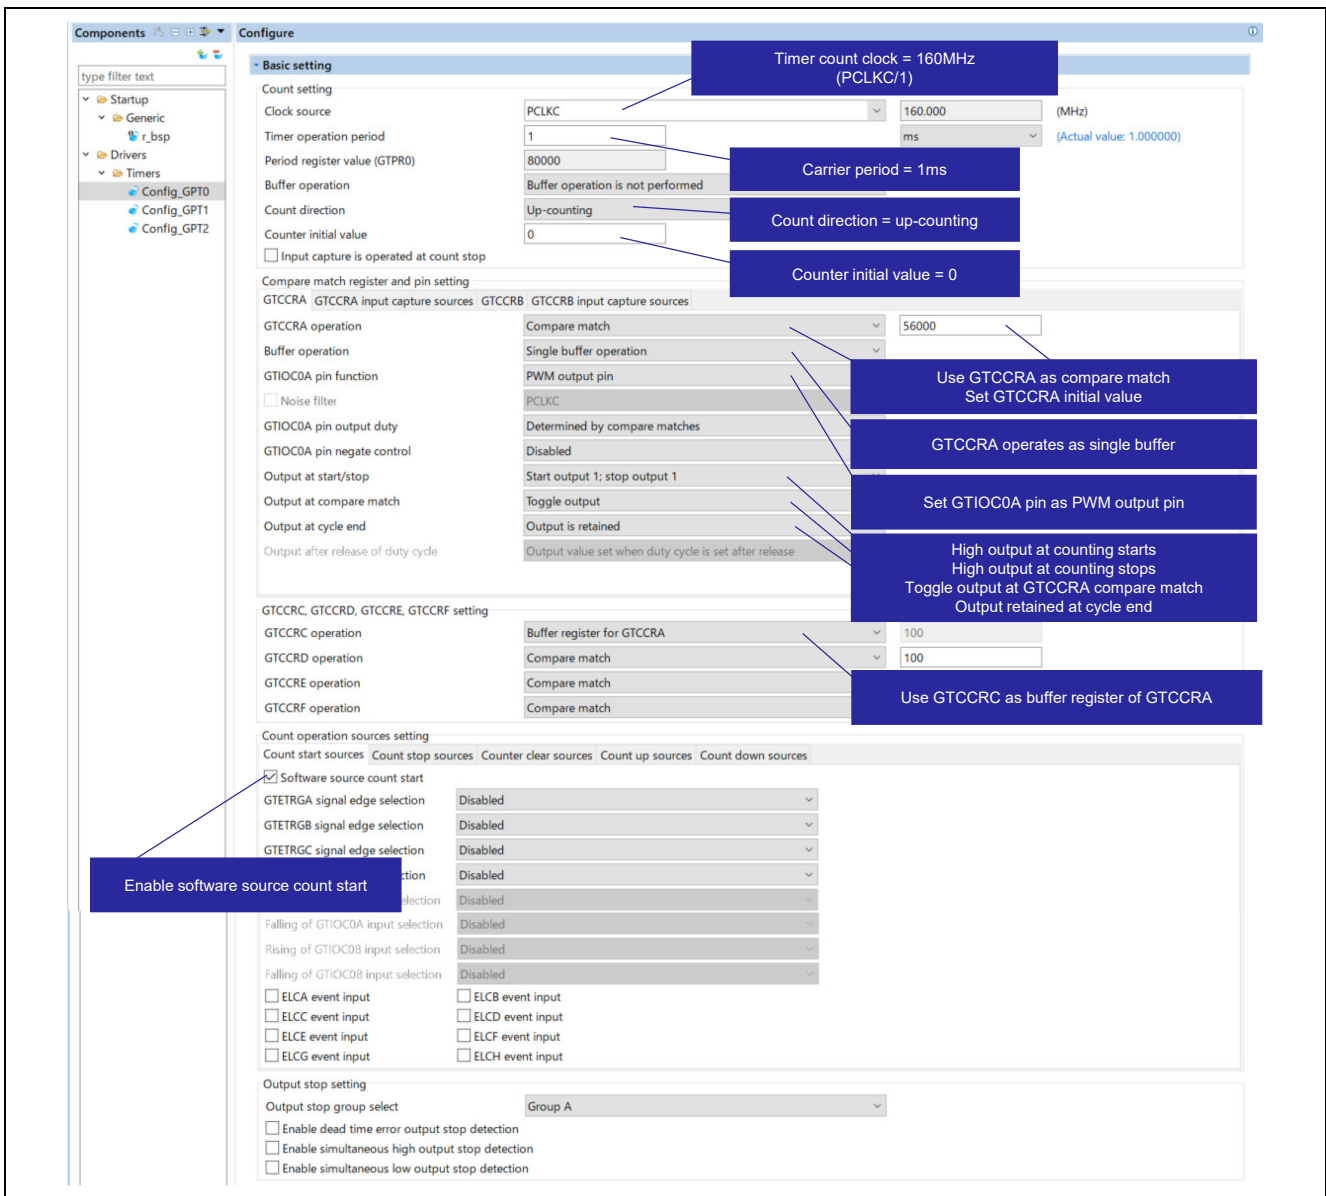 Components
Configure
type filter text
Startup
Generic
r_bsp
Drivers
Timers
Config_GPT0
Config_GPT1
Config_GPT2
Basic setting
Timer count clock = 160MHz
(PCLKC/1)
Count setting
Clock source PCLKC 160.000 (MHz)
Timer operation period 1 ms (Actual value: 1.000000)
Period register value (GTPR0) 80000
Carrier period = 1ms
Buffer operation Buffer operation is not performed
Count direction Up-counting
Count direction = up-counting
Counter initial value 0
Input capture is operated at count stop
Counter initial value = 0
Compare match register and pin setting
GTCCRA GTCCRA input capture sources GTCCRB GTCCRB input capture sources
GTCCRA operation Compare match 56000
Buffer operation Single buffer operation
GTIOC0A pin function PWM output pin
Use GTCCRA as compare match
Set GTCCRA initial value
Noise filter PCLKC
GTIOC0A pin output duty Determined by compare matches
GTIOC0A pin negate control Disabled
GTCCRA operates as single buffer
Output at start/stop Start output 1; stop output 1
Output at compare match Toggle output
Set GTIOC0A pin as PWM output pin
Output at cycle end Output is retained
Output after release of duty cycle Output value set when duty cycle is set after release
High output at counting starts
High output at counting stops
Toggle output at GTCCRA compare match
Output retained at cycle end
GTCCRC, GTCCRD, GTCCRE, GTCCRF setting
GTCCRC operation Buffer register for GTCCRA 100
GTCCRD operation Compare match 100
GTCCRE operation Compare match
GTCCRF operation Compare match
Use GTCCRC as buffer register of GTCCRA
Count operation sources setting
Count start sources Count stop sources Counter clear sources Count up sources Count down sources
Software source count start
GTETRGA signal edge selection Disabled
GTETRGB signal edge selection Disabled
GTETRGC signal edge selection Disabled
Enable software source count start
Disabled
Disabled
Falling of GTIOC0A input selection Disabled
Rising of GTIOC0B input selection Disabled
Falling of GTIOC0B input selection Disabled
ELCA event input ELCB event input
ELCC event input ELCD event input
ELCE event input ELCF event input
ELCG event input ELCH event input
Output stop setting
Output stop group select Group A
Enable dead time error output stop detection
Enable simultaneous high output stop detection
Enable simultaneous low output stop detection